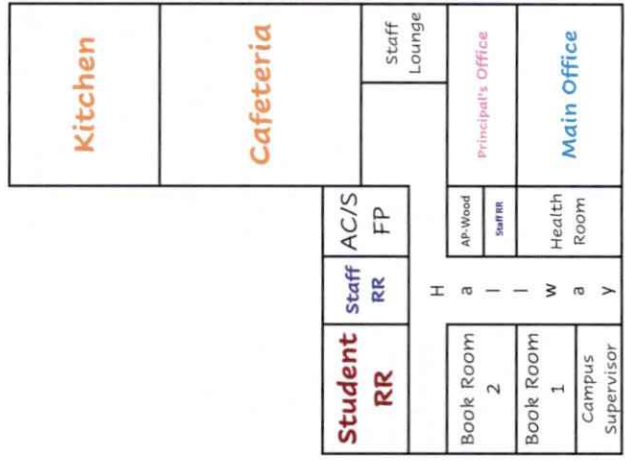 Kitchen
Cafeteria
Staff
Lounge
Principal's Office
Main Office
AC/S
FP
AP-Wood
Staff RR
Health
Room
Staff
RR
Hallway
Student
RR
Book Room
2
Book Room
1
Campus
Supervisor